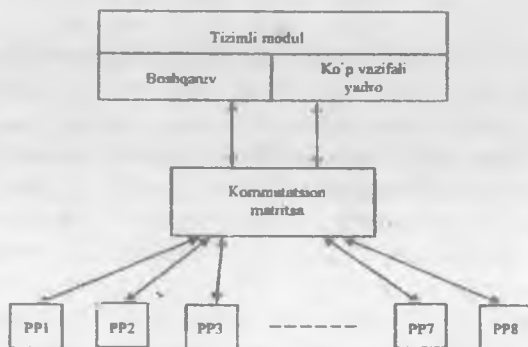 Tizimli modul
Boshqaruv
Ko`p vazifali
yadro
Kommutatsion
matritsa
PP1 PP2 PP3 PP7 PP8